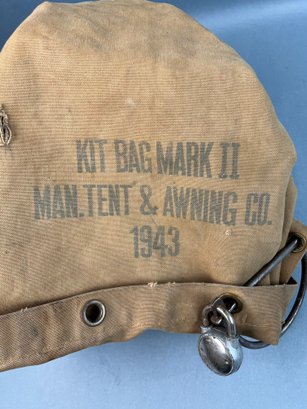 KIT BAG MARK II
MAN. TENT & AWNING CO.
1943